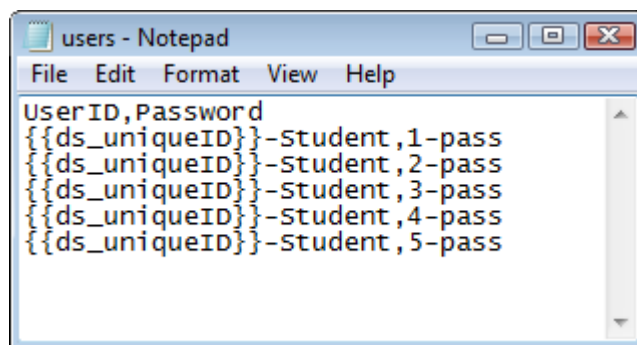 users - Notepad
File Edit Format View Help
UserID,Password
{{ds_uniqueID}}-Student,1-pass
{{ds_uniqueID}}-Student,2-pass
{{ds_uniqueID}}-Student,3-pass
{{ds_uniqueID}}-Student,4-pass
{{ds_uniqueID}}-Student,5-pass